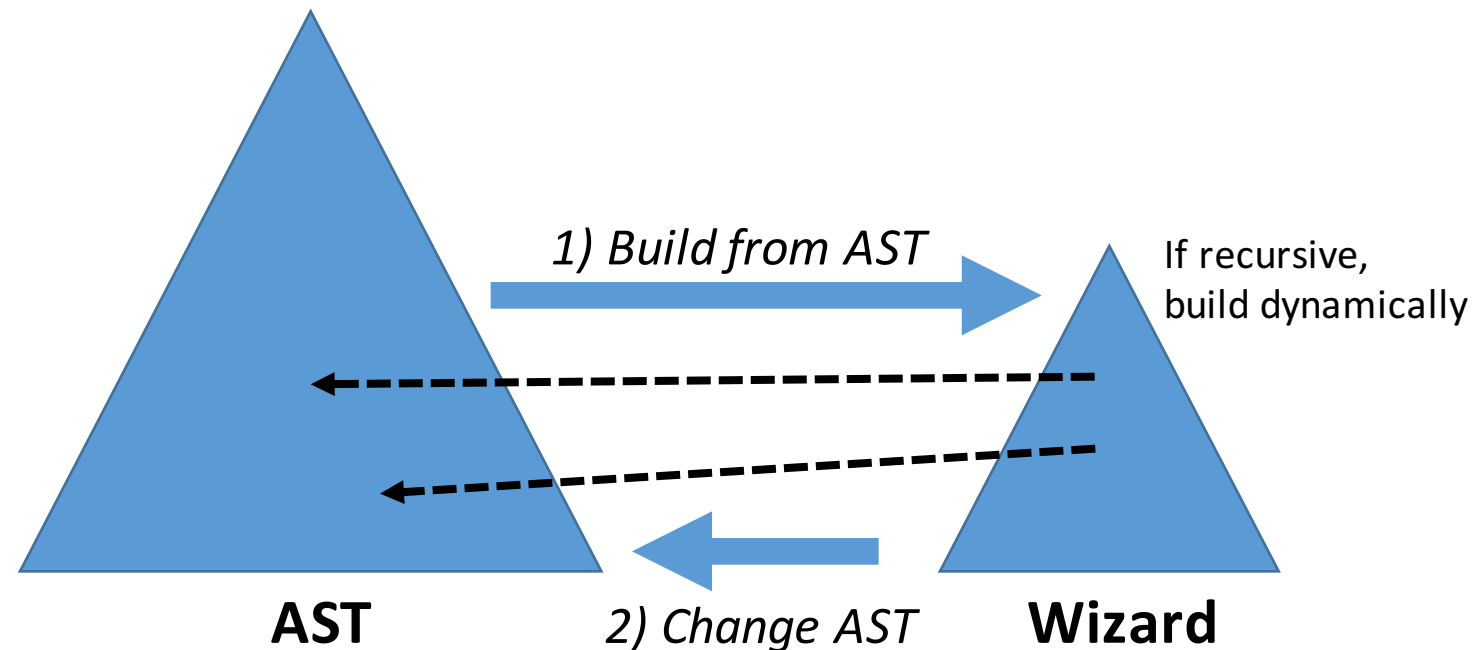 1) Build from AST
If recursive,
build dynamically
AST
2) Change AST
Wizard